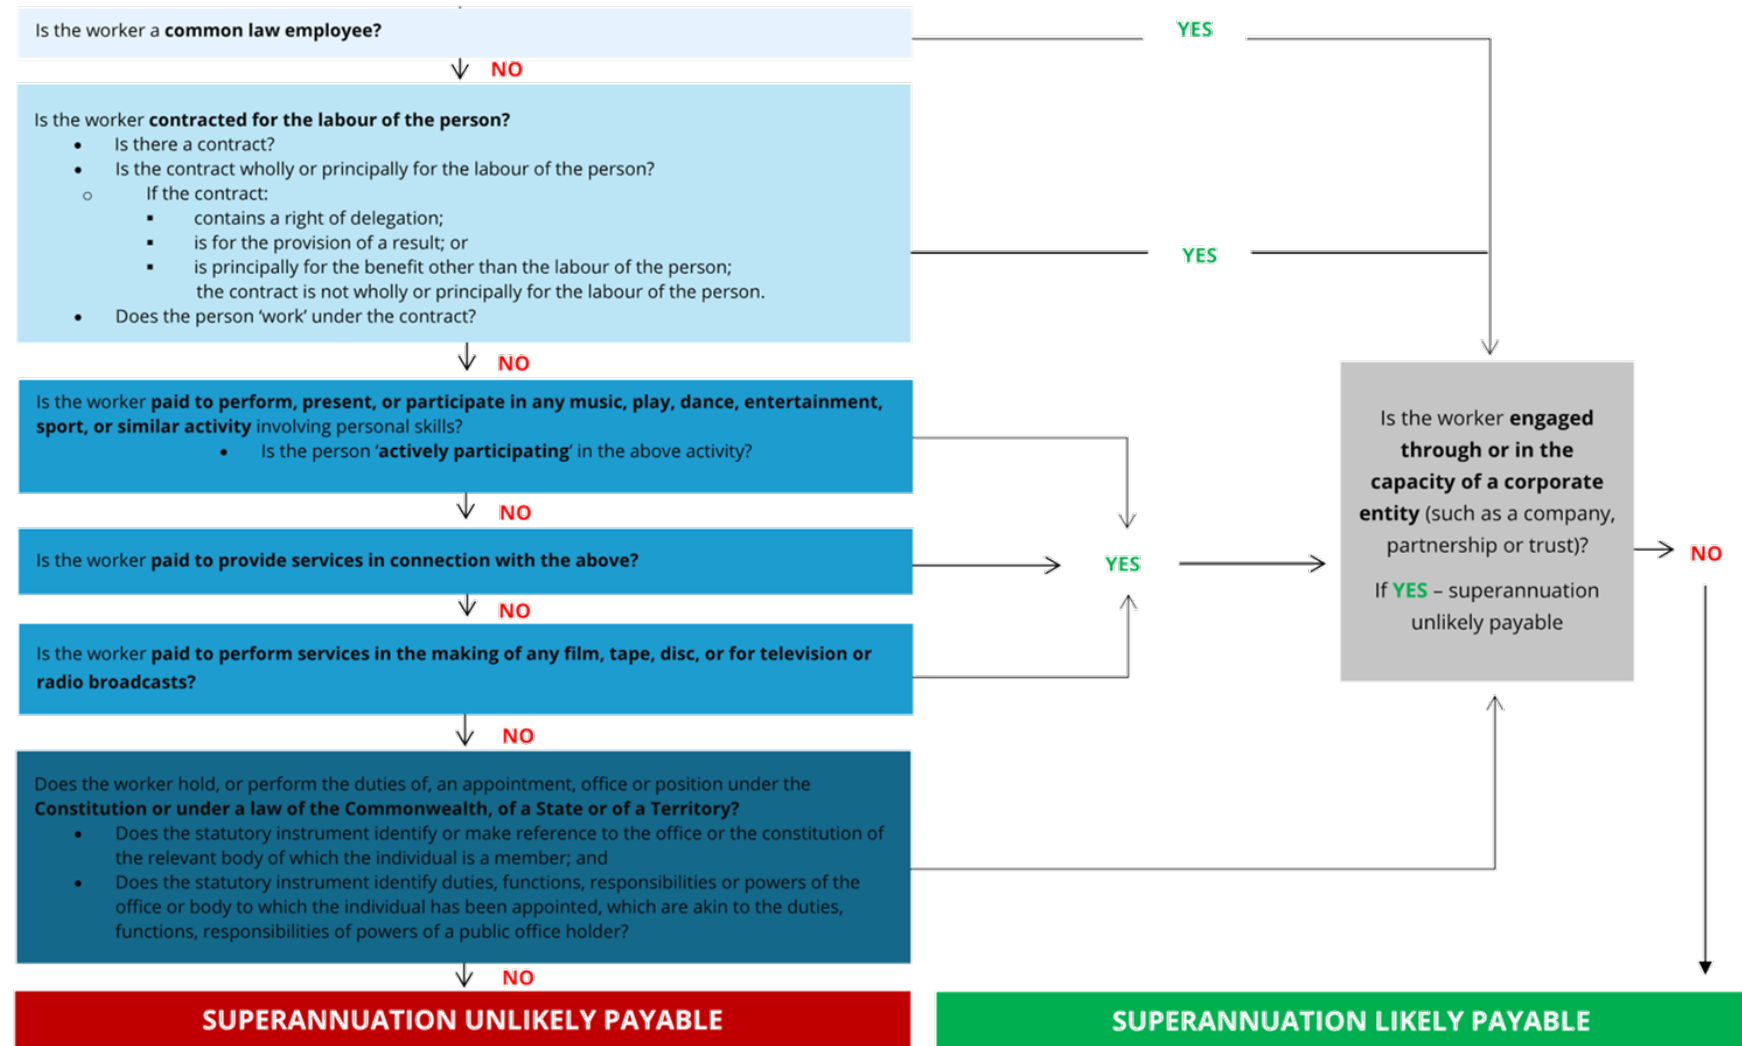 Is the worker a common law employee?
YES
NO
Is the worker contracted for the labour of the person?
• Is there a contract?
• Is the contract wholly or principally for the labour of the person?
o If the contract:
▪ contains a right of delegation;
▪ is for the provision of a result; or
▪ is principally for the benefit other than the labour of the person;
the contract is not wholly or principally for the labour of the person.
• Does the person ‘work’ under the contract?
YES
NO
Is the worker paid to perform, present, or participate in any music, play, dance, entertainment,
sport, or similar activity involving personal skills?
• Is the person ‘actively participating’ in the above activity?
NO
Is the worker paid to provide services in connection with the above?
YES
NO
Is the worker paid to perform services in the making of any film, tape, disc, or for television or
radio broadcasts?
NO
Does the worker hold, or perform the duties of, an appointment, office or position under the
Constitution or under a law of the Commonwealth, of a State or of a Territory?
• Does the statutory instrument identify or make reference to the office or the constitution of
the relevant body of which the individual is a member; and
• Does the statutory instrument identify duties, functions, responsibilities or powers of the
office or body to which the individual has been appointed, which are akin to the duties,
functions, responsibilities of powers of a public office holder?
NO
Is the worker engaged
through or in the
capacity of a corporate
entity (such as a company,
partnership or trust)?
If YES – superannuation
unlikely payable
NO
SUPERANNUATION UNLIKELY PAYABLE
SUPERANNUATION LIKELY PAYABLE